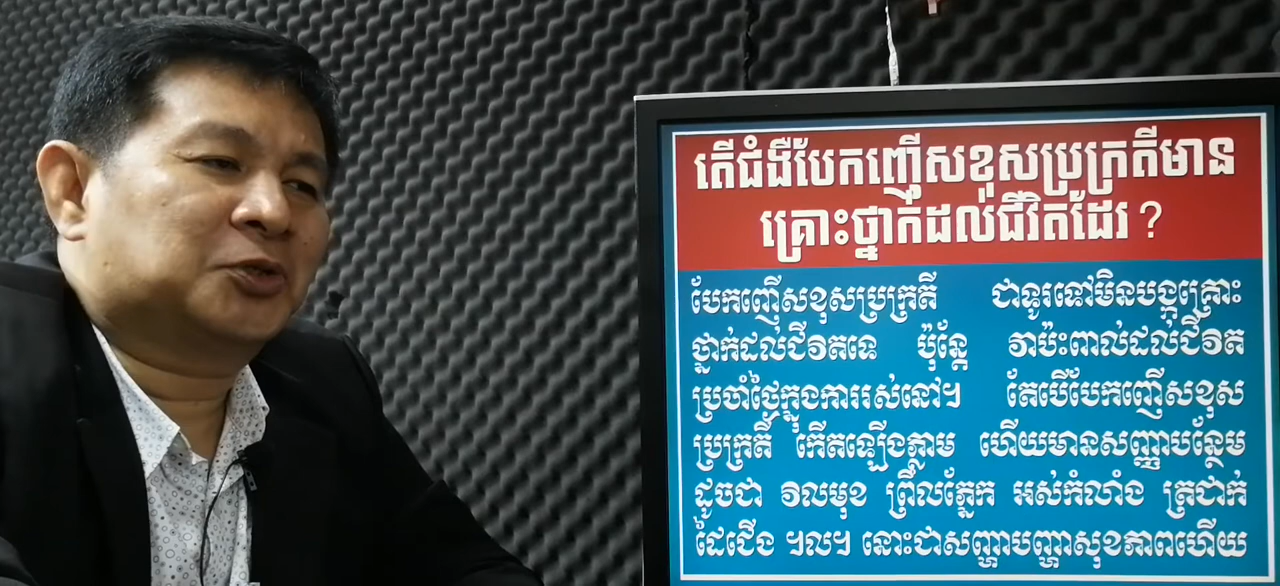 តើជំងឺបែកញើសខុសប្រក្រតីមាន
គ្រោះថ្នាក់ដល់ជីវិតដែរ?
បែកញើសខុសប្រក្រតី ជាទូរទៅមិនបង្កគ្រោះ
ថ្នាក់ដល់ជីវិតទេ ប៉ុន្តែ វាប៉ះពាល់ដល់ជីវិត
ប្រចាំថ្ងៃក្នុងការរស់នៅ។ តែបើបែកញើសខុស
ប្រក្រតី កើតឡើងភ្លាម ហើយមានសញ្ញាបន្ថែម
ដូចជា វិលមុខ ព្រឹលភ្នែក អស់កំលាំង ត្រជាក់
ដៃជើង ។ល។ នោះជាសញ្ញាបញ្ហាសុខភាពហើយ